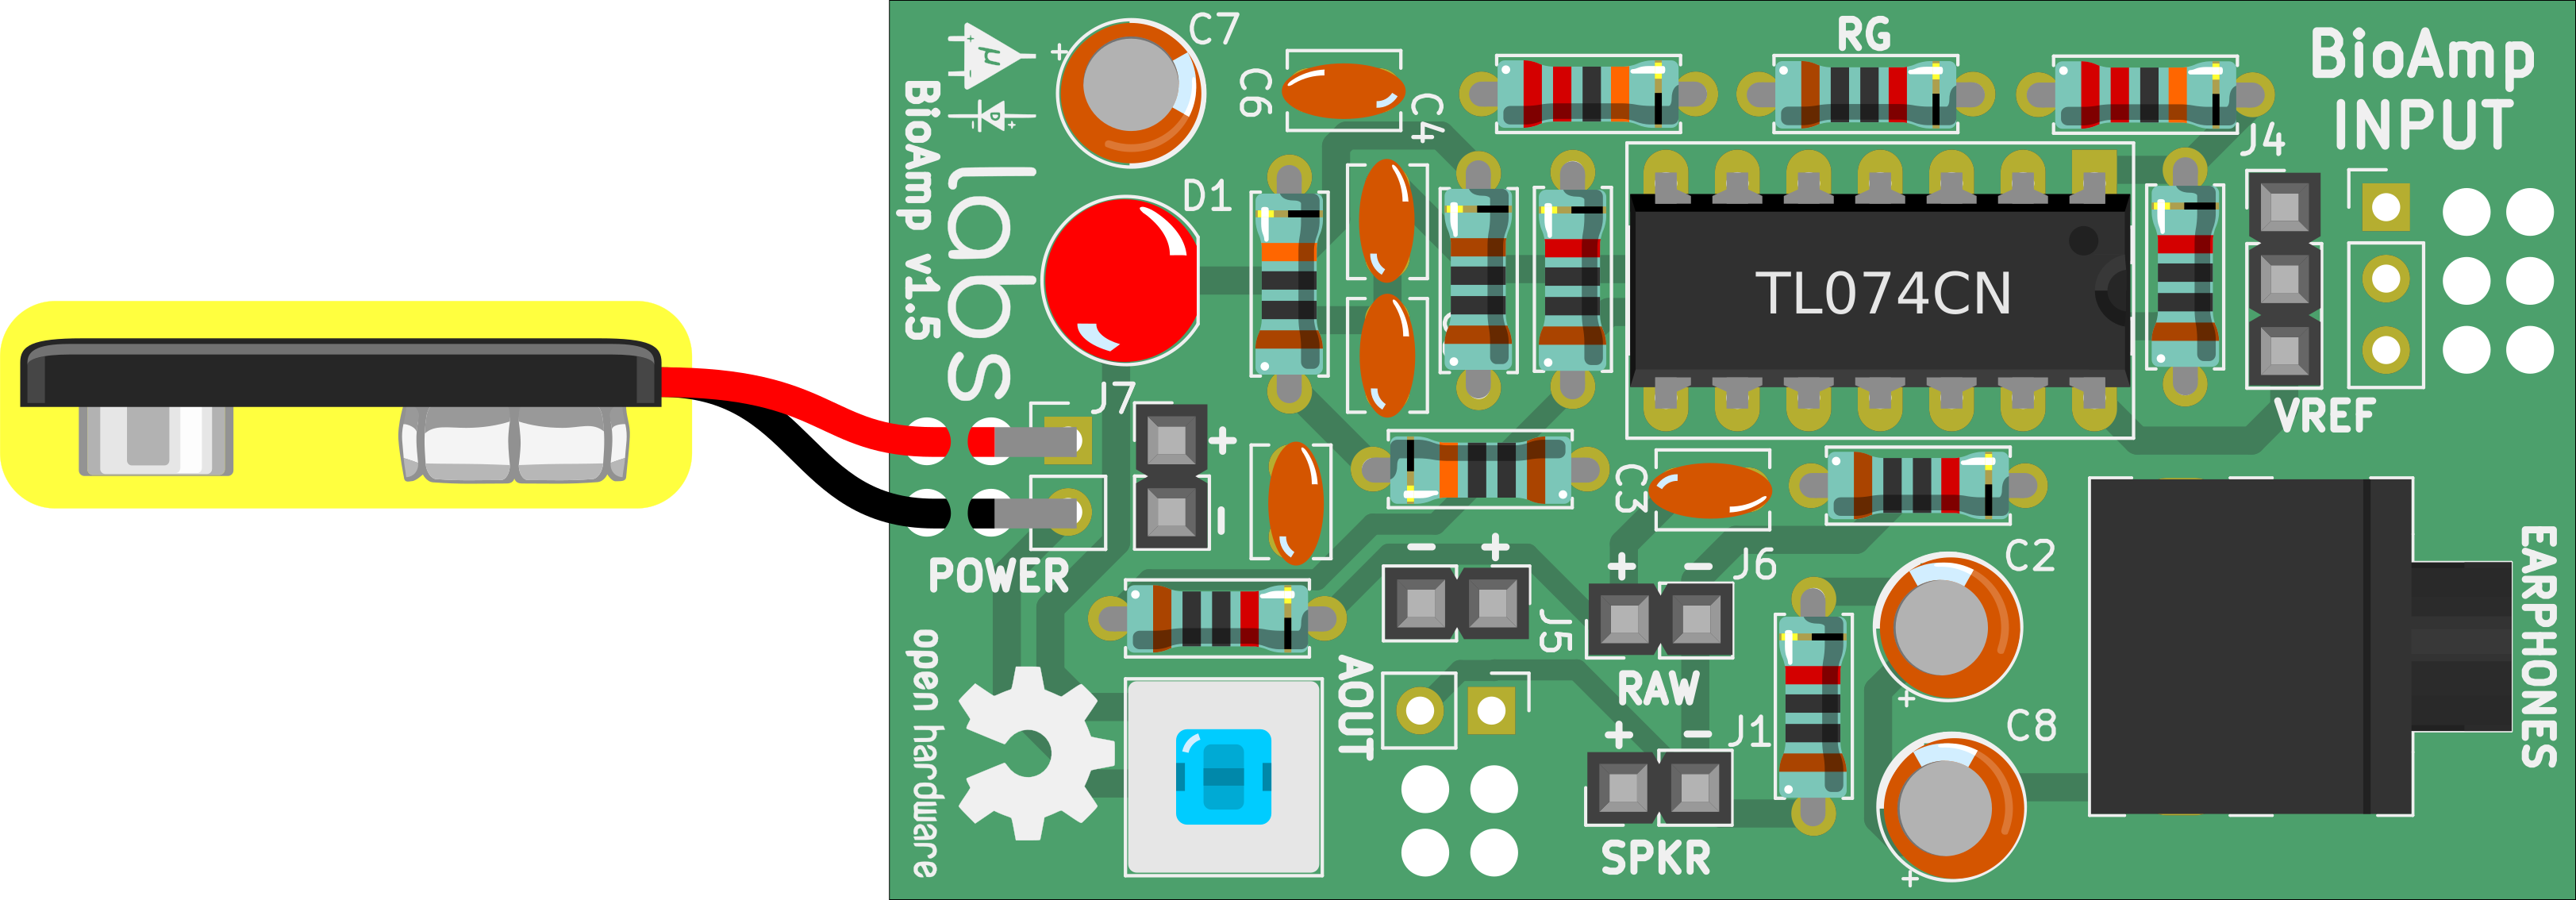 C7
RG
BioAmp
INPUT
C6
C4
J4
D1
BioAmp v1.5
labs
TL074CN
VREF
J7
+
-
POWER
C3
- +
J5
+ -
J6
RAW
C2
AOUT
+ -
J1
SPKR
C8
EARPHONES
open hardware